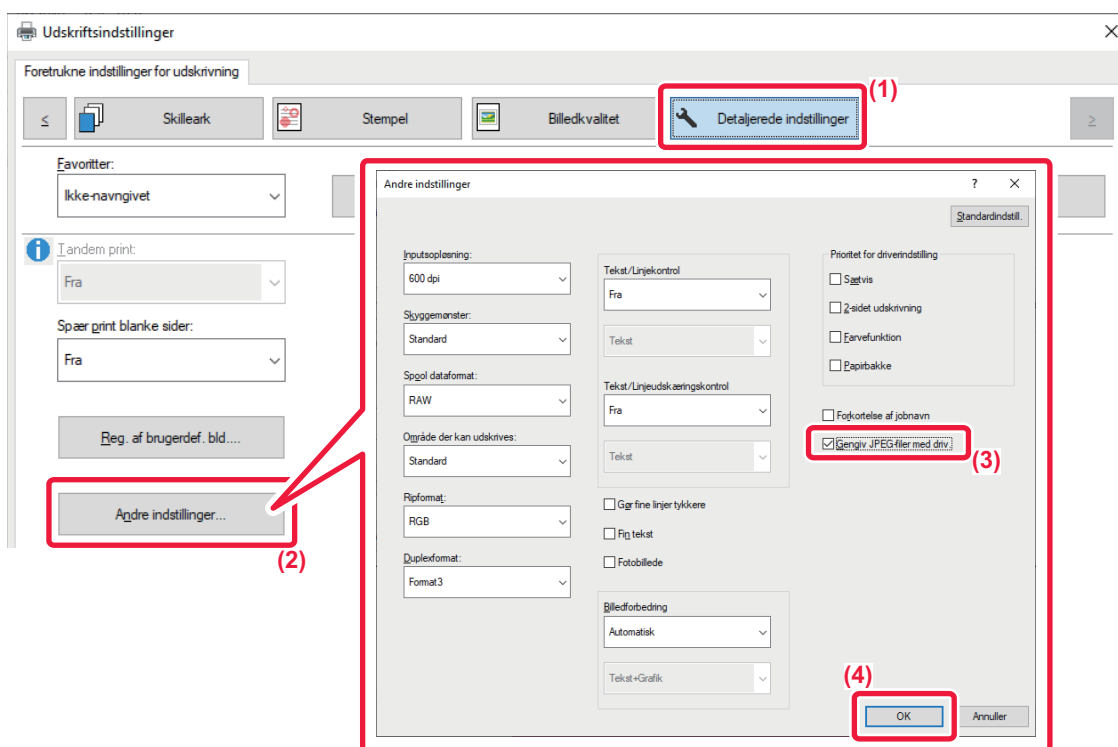 Udskriftsindstillinger
Foretrukne indstillinger for udskrivning
(1)
<
Skilleark
Stempel
Billedkvalitet
Detaljerede indstillinger
>
Favoritter:
Ikke-navngivet
Tandem print:
Fra
Spær print blanke sider:
Fra
Reg. af brugerdef. bld....
Andre indstillinger...
(2)
Andre indstillinger
?
Standardindstill.
Inputsopløsning:
600 dpi
Skyggemønster:
Standard
Spool dataformat:
RAW
Område der kan udskrives:
Standard
Ripformat:
RGB
Duplexformat:
Format3
Tekst/Linjekontrol
Fra
Tekst
Tekst/Linjeudskæringskontrol
Fra
Tekst
Gør fine linjer tykkere
Fin tekst
Fotobillede
Billedforbedring
Automatisk
Tekst+Grafik
Prioritet for driverindstilling
Sætvis
2-sidet udskrivning
Farvefunktion
Papirbakke
Forkortelse af jobnavn
Gengiv JPEG-filer med driv.
(3)
(4)
OK
Annuller